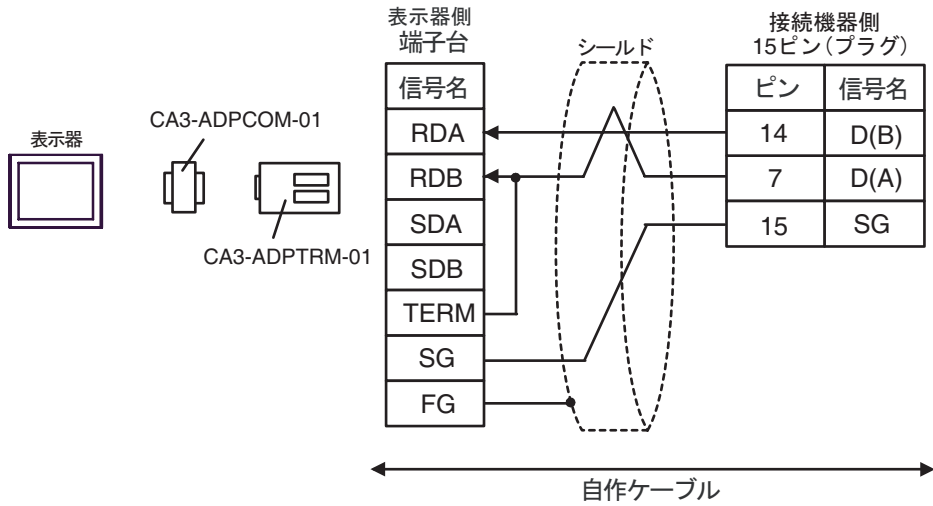 表示器
CA3-ADPCOM-01
CA3-ADPTRM-01
表示器側
端子台
信号名
RDA
RDB
SDA
SDB
TERM
SG
FG
シールド
接続機器側
15ピン(プラグ)
ピン 信号名
14 D(B)
7 D(A)
15 SG
自作ケーブル